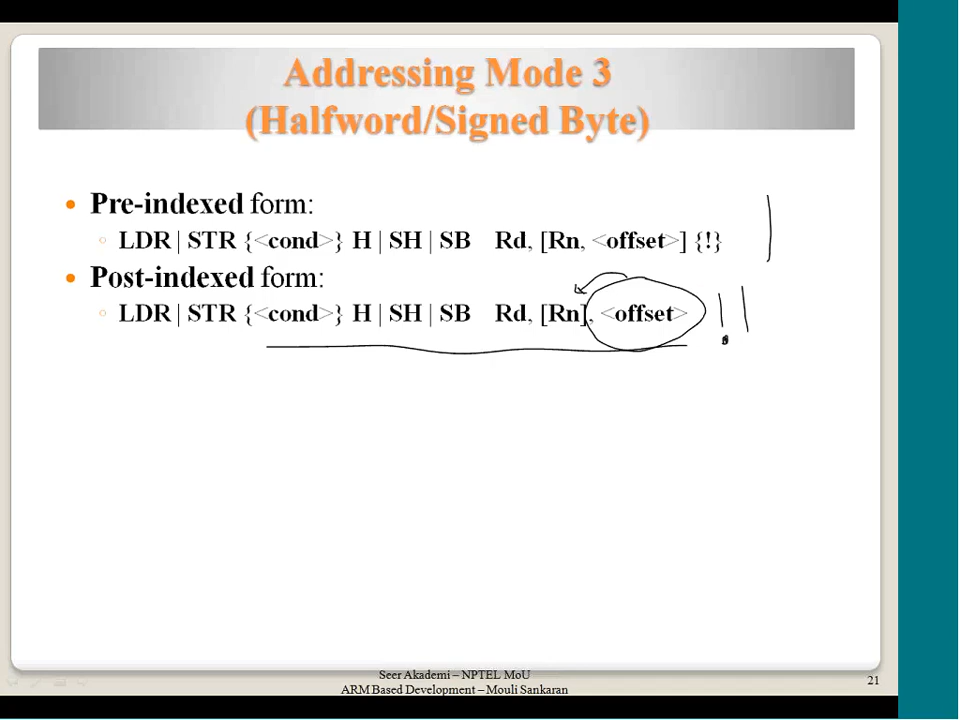 Addressing Mode 3
(Halfword/Signed Byte)
Pre-indexed form:
LDR | STR {<cond>} H | SH | SB Rd, [Rn, <offset>] {!}
Post-indexed form:
LDR | STR {<cond>} H | SH | SB Rd, [Rn], <offset>
Seer Akademi – NPTEL MoU
ARM Based Development – Mouli Sankaran
21